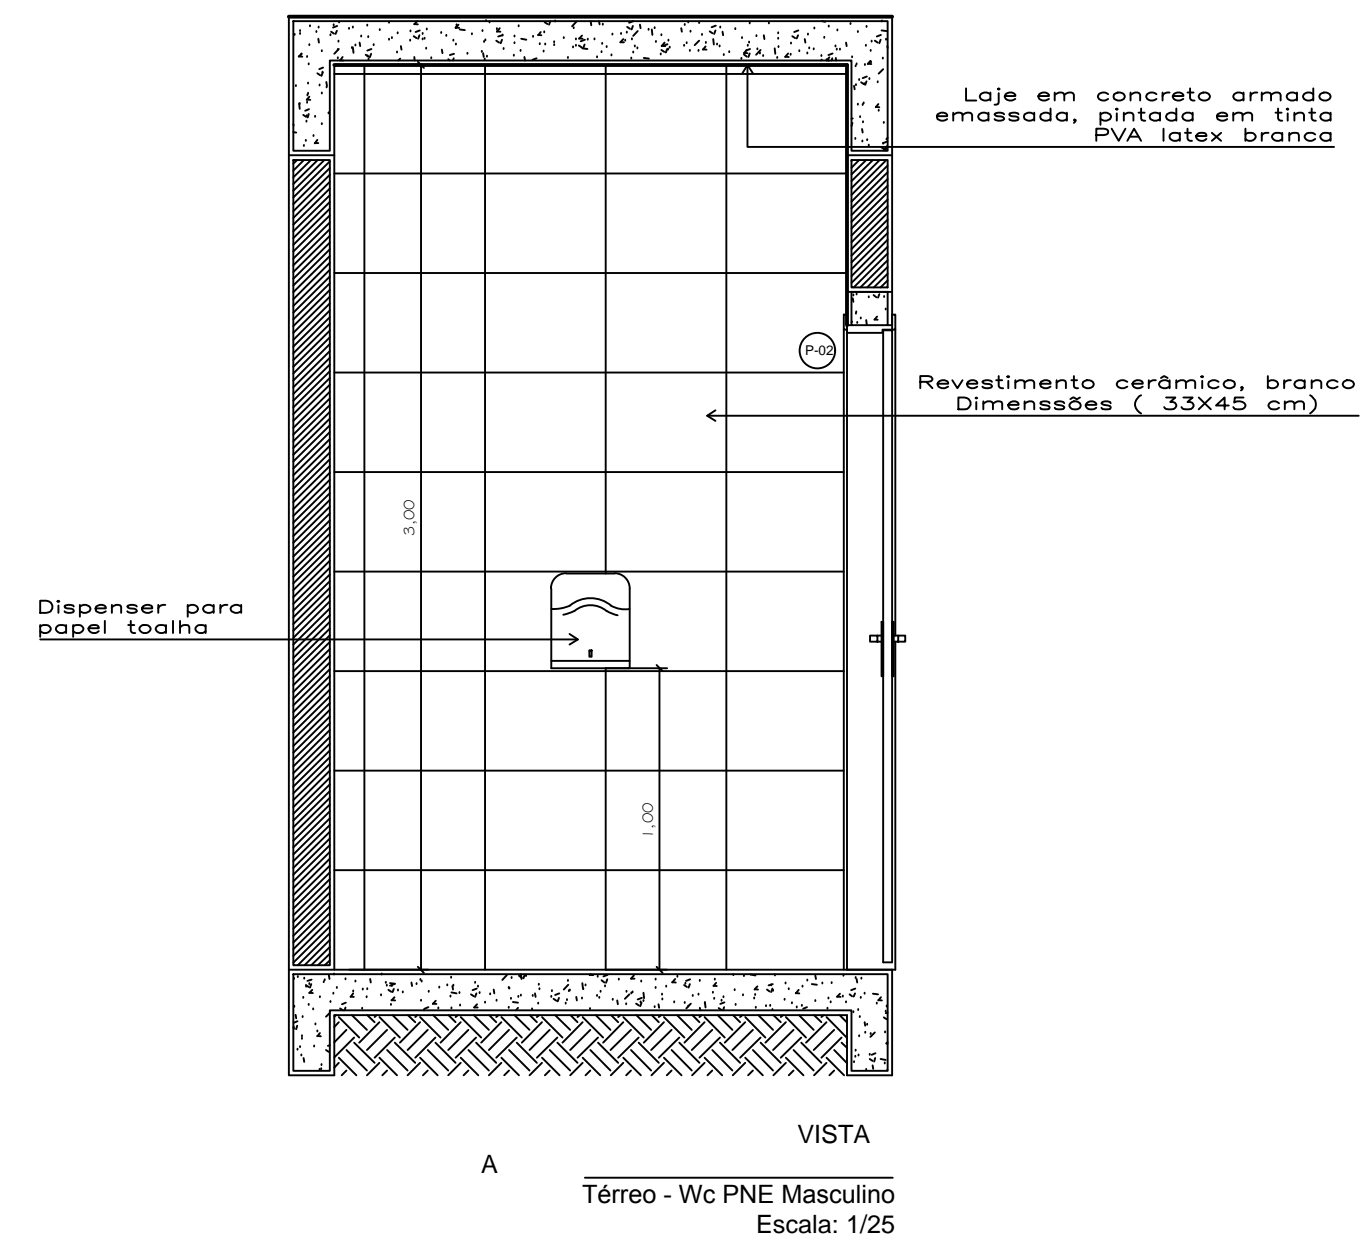 Laje em concreto armado
emassada, pintada em tinta
PVA latex branca
P-02
Revestimento cerâmico, branco
Dimenssões ( 33X45 cm)
3,00
Dispenser para
papel toalha
1,00
VISTA
A
Térreo - Wc PNE Masculino
Escala: 1/25